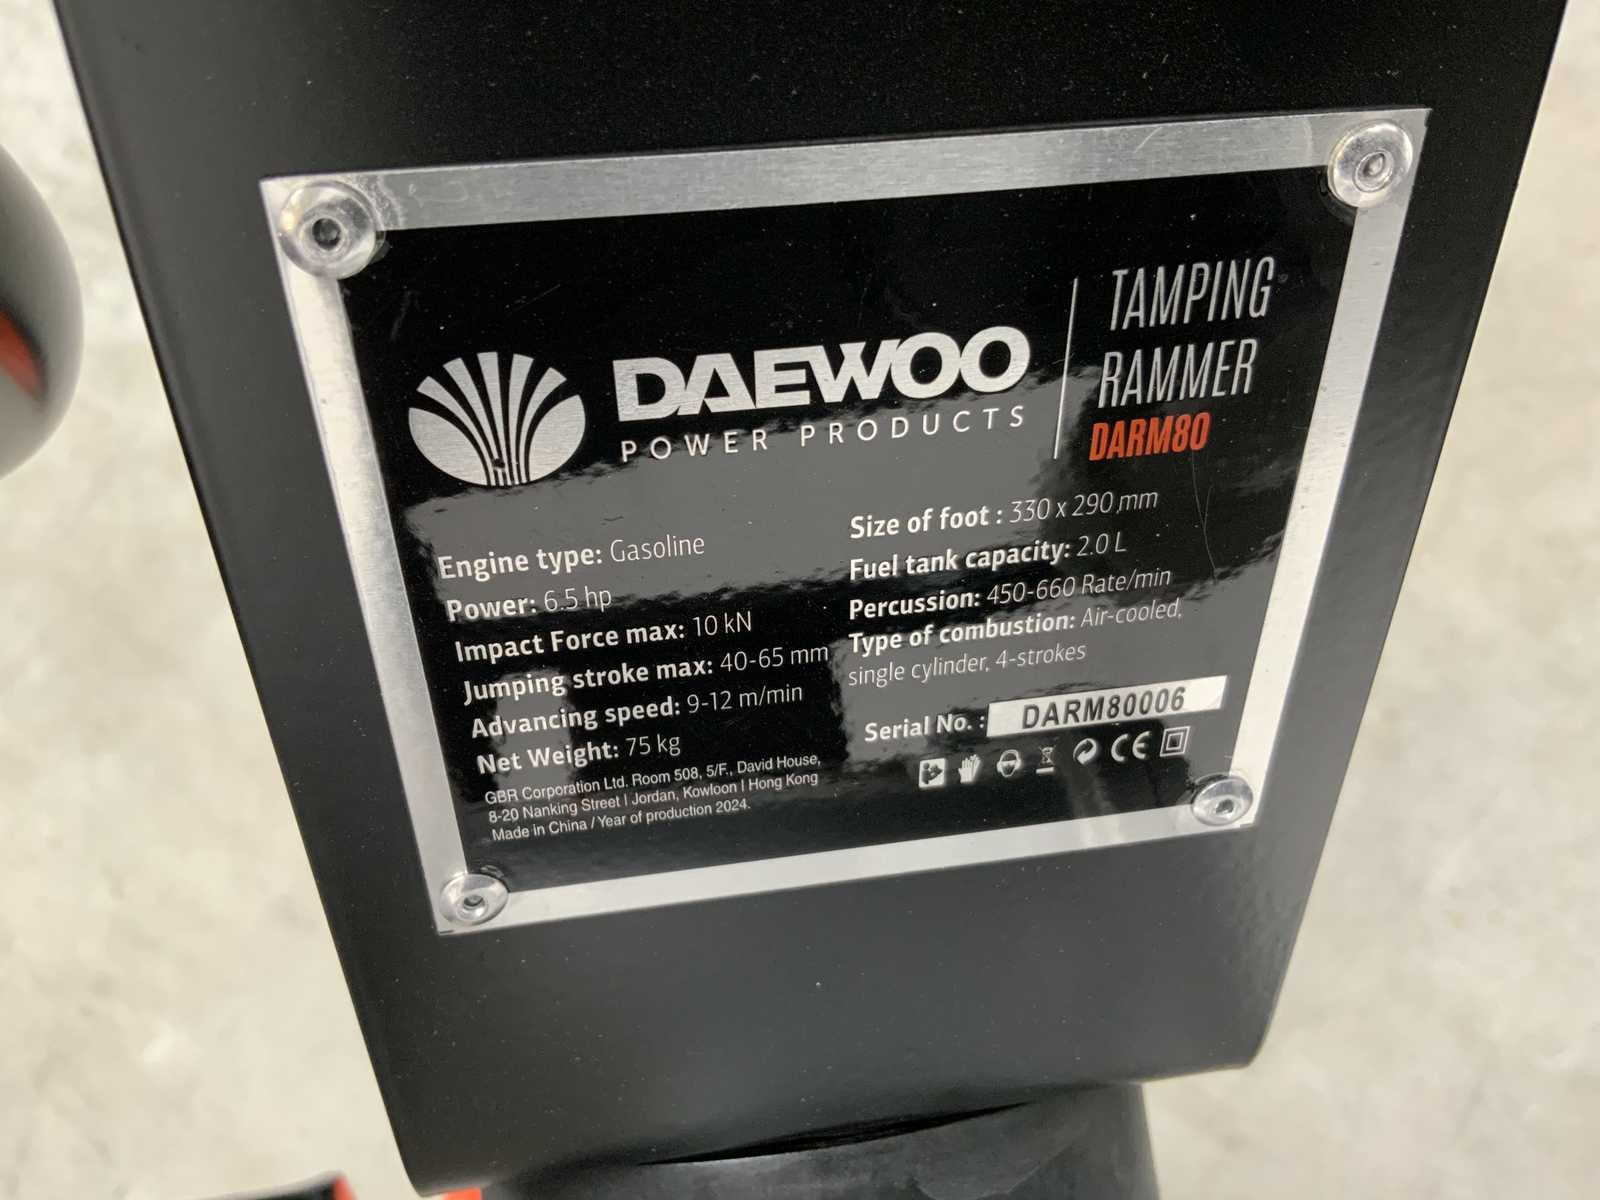 DAEWOO
POWER PRODUCTS
TAMPING
RAMMER
DARM80
Engine type: Gasoline
Power: 6.5 hp
Impact Force max: 10 kN
Jumping stroke max: 40-65 mm
Advancing speed: 9-12 m/min
Net Weight: 75 kg
GBR Corporation Ltd. Room 508, 5/F., David House,
8-20 Nanking Street | Jordan, Kowloon | Hong Kong
Made in China / Year of production 2024.
Size of foot : 330 x 290 mm
Fuel tank capacity: 2.0 L
Percussion: 450-660 Rate/min
Type of combustion: Air-cooled,
single cylinder, 4-strokes
Serial No. : DARM80006
CE